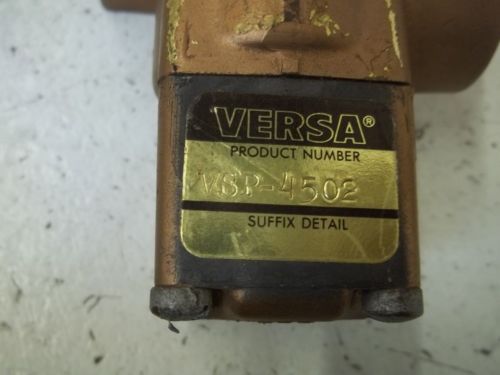 VERSA®
PRODUCT NUMBER
VSP-4502
SUFFIX DETAIL